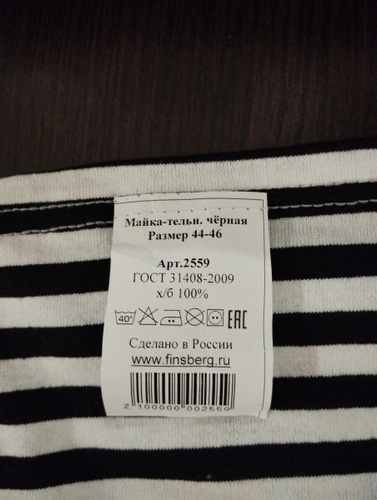 Майка-тельн. чёрная
Размер 44-46
Арт.2559
ГОСТ 31408-2009
х/б 100%
40° EAC
Сделано в России
www.finsberg.ru
2 100000 002559